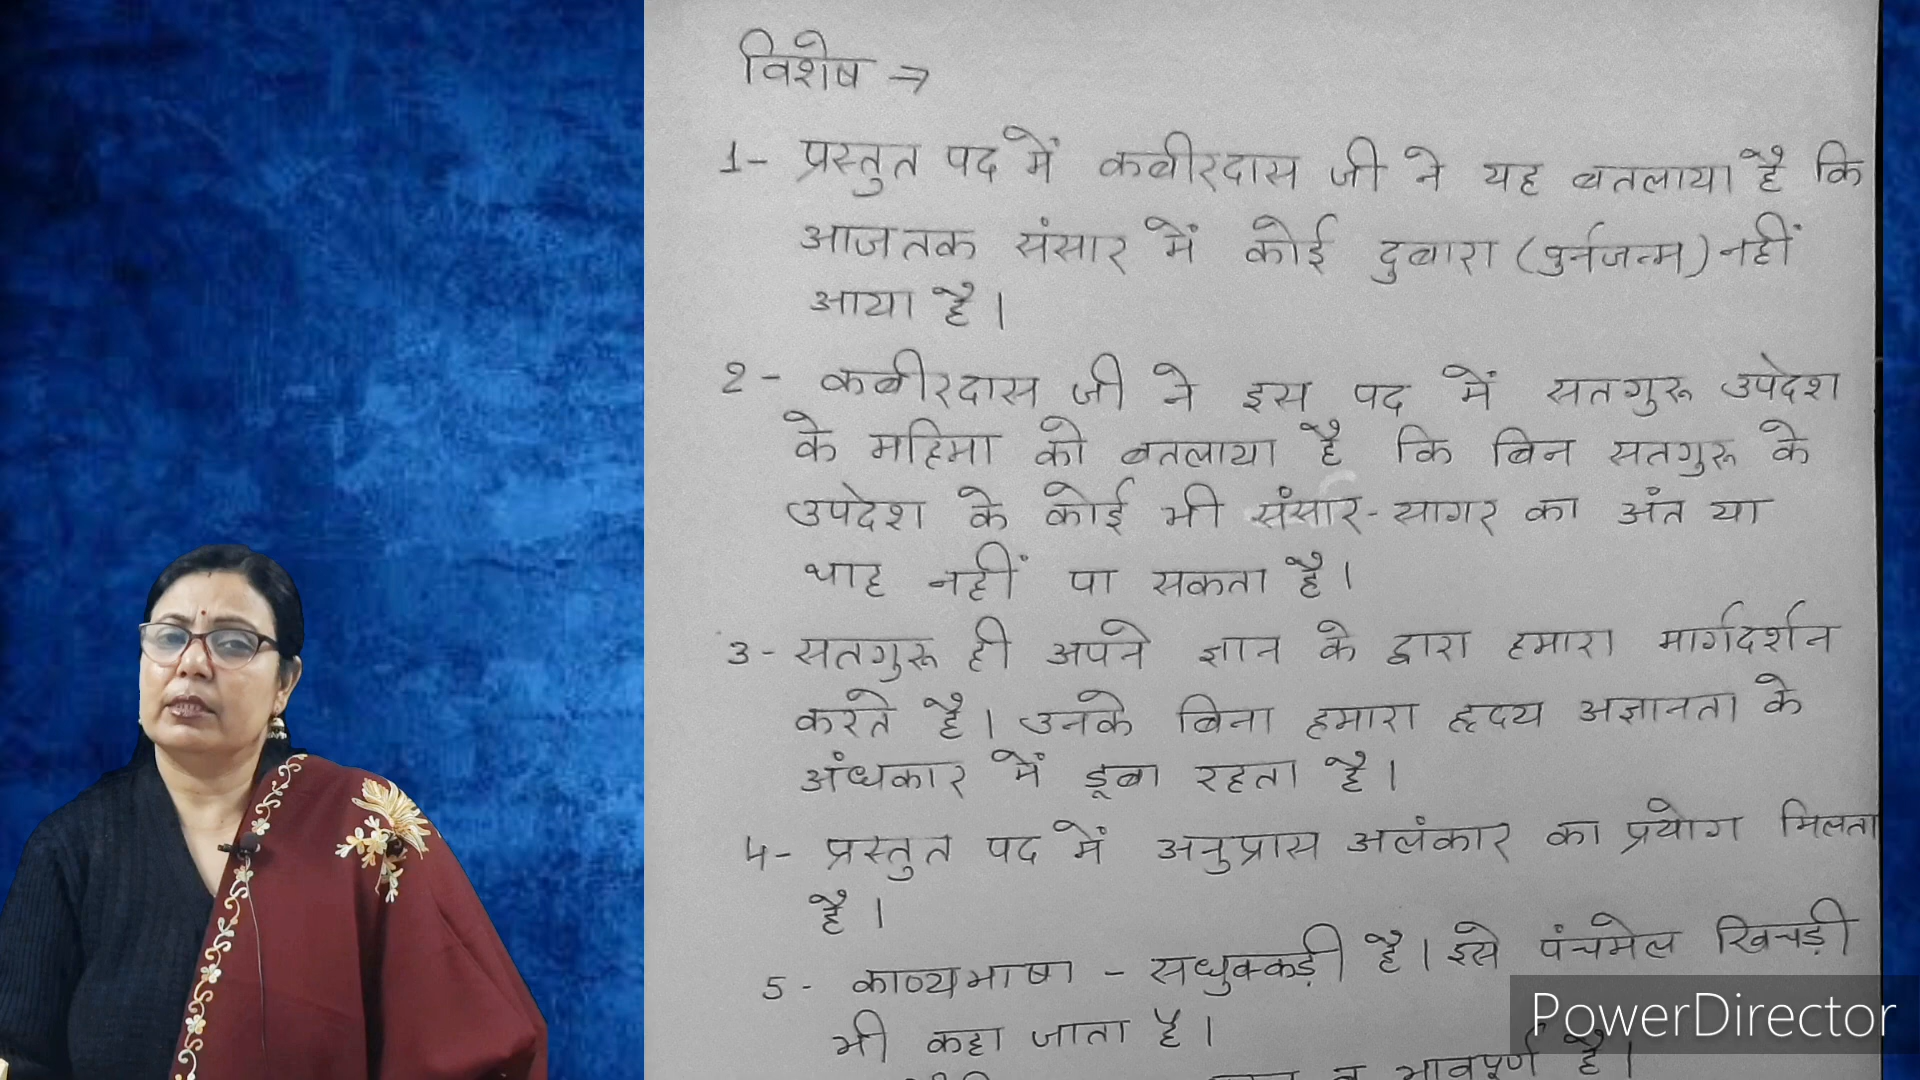 विशेष →
1- प्रस्तुत पद में कबीरदास जी ने यह बतलाया है कि
आजतक संसार में कोई दुबारा (पुर्नजन्म) नहीं
आया है।
2- कबीरदास जी ने इस पद में सतगुरू उपदेश
के महिमा को बतलाया है कि बिन सतगुरू के
उपदेश के कोई भी संसार-सागर का अंत या
थाह नहीं पा सकता है।
3- सतगुरू ही अपने ज्ञान के द्वारा हमारा मार्गदर्शन
करते है। उनके बिना हमारा हृदय अज्ञानता के
अंधकार में डूबा रहता है।
4- प्रस्तुत पद में अनुप्रास अलंकार का प्रयोग मिलता
है।
5- काव्यभाषा - सधुक्कड़ी है। इसे पंचमेल खिचड़ी
भी कहा जाता है।
व भावपूर्ण है।
PowerDirector